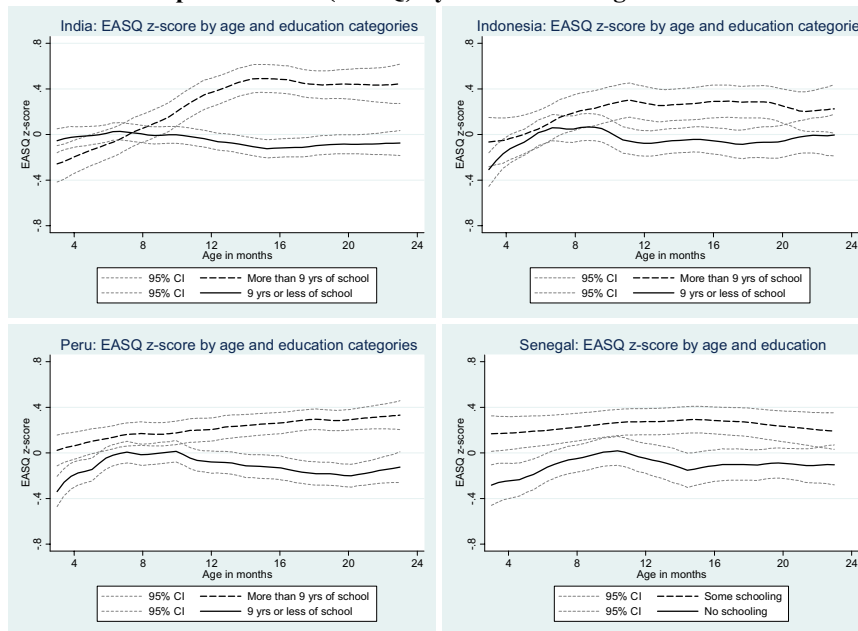 India: EASQ z-score by age and education categories
EASQ z-score
.8
.4
0
-.4
-.8
4 8 12 16 20 24
Age in months
95% CI More than 9 yrs of school
95% CI 9 yrs or less of school
Indonesia: EASQ z-score by age and education categorie
EASQ z-score
.8
.4
0
-.4
-.8
4 8 12 16 20 24
Age in months
95% CI More than 9 yrs of school
95% CI 9 yrs or less of school
Peru: EASQ z-score by age and education categories
EASQ z-score
.8
.4
0
-.4
-.8
4 8 12 16 20 24
Age in months
95% CI More than 9 yrs of school
95% CI 9 yrs or less of school
Senegal: EASQ z-score by age and education
EASQ z-score
.8
.4
0
-.4
-.8
4 8 12 16 20 24
Age in months
95% CI Some schooling
95% CI No schooling